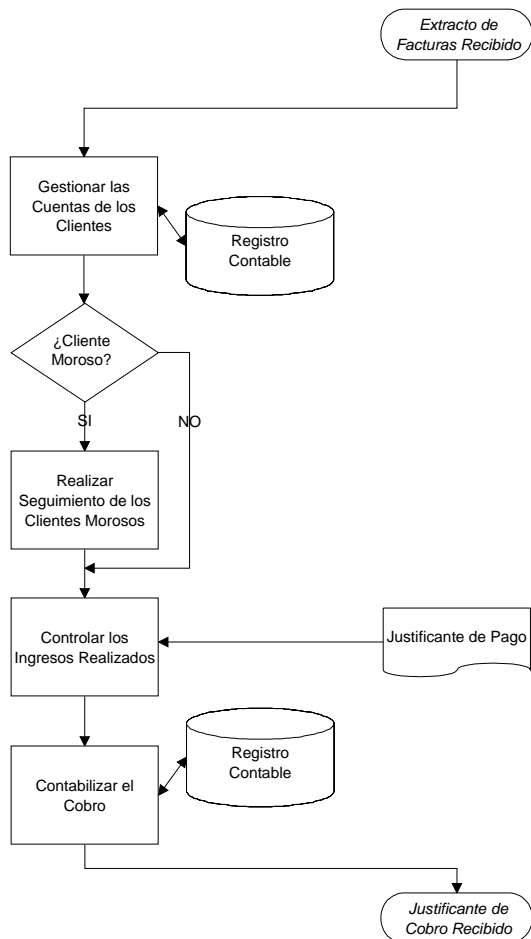 Extracto de
Facturas Recibido
Gestionar las
Cuentas de los
Clientes
Registro
Contable
¿Cliente
Moroso?
SI
NO
Realizar
Seguimiento de los
Clientes Morosos
Controlar los
Ingresos Realizados
Justificante de Pago
Registro
Contable
Contabilizar el
Cobro
Justificante de
Cobro Recibido